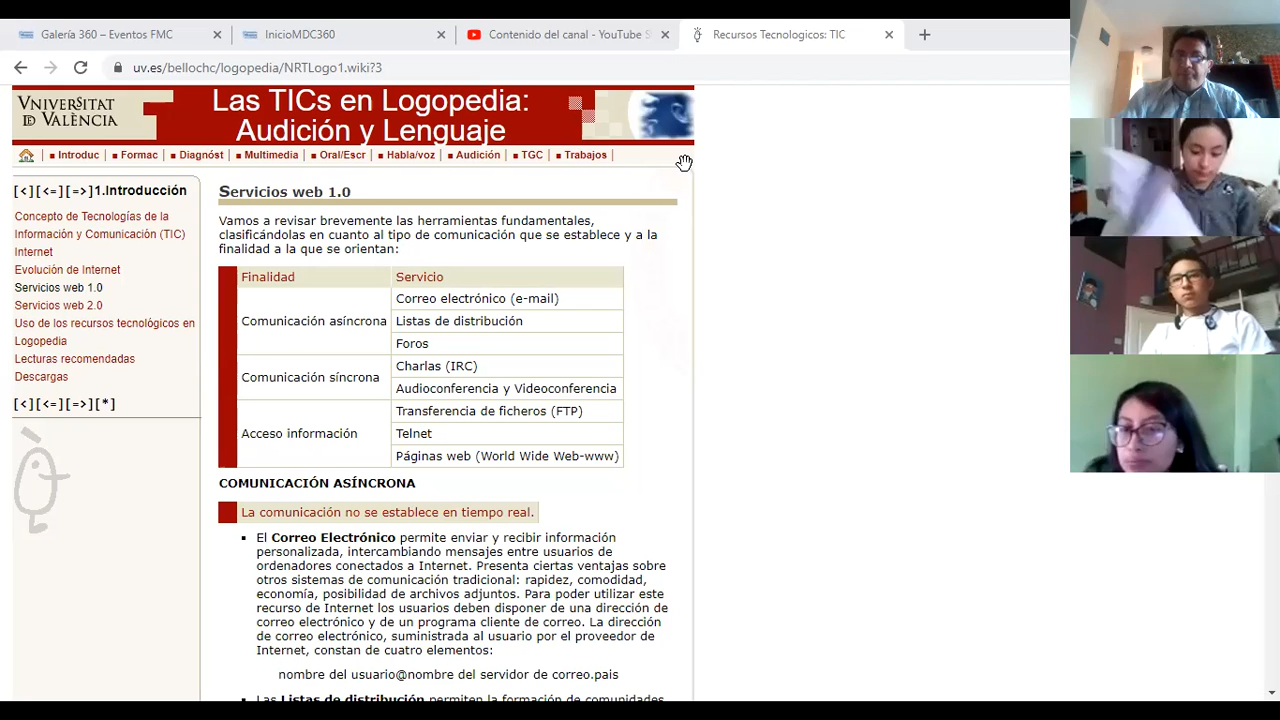 Galería 360 – Eventos FMC
InicioMDC360
Contenido del canal - YouTube S
Recursos Tecnologicos: TIC
uv.es/bellochc/logopedia/NRTLogo1.wiki?3
VNIVERSITAT
DE VALÈNCIA
Las TICs en Logopedia:
Audición y Lenguaje
Introduc
Formac
Diagnóst
Multimedia
Oral/Escr
Habla/voz
Audición
TGC
Trabajos
[<][<=][=>]1.Introducción
Concepto de Tecnologías de la
Información y Comunicación (TIC)
Internet
Evolución de Internet
Servicios web 1.0
Servicios web 2.0
Uso de los recursos tecnológicos en
Logopedia
Lecturas recomendadas
Descargas
[<][<=][=>][*]
Servicios web 1.0
Vamos a revisar brevemente las herramientas fundamentales,
clasificándolas en cuanto al tipo de comunicación que se establece y a la
finalidad a la que se orientan:
Finalidad Servicio
Comunicación asíncrona
Correo electrónico (e-mail)
Listas de distribución
Foros
Comunicación síncrona
Charlas (IRC)
Audioconferencia y Videoconferencia
Acceso información
Transferencia de ficheros (FTP)
Telnet
Páginas web (World Wide Web-www)
COMUNICACIÓN ASÍNCRONA
La comunicación no se establece en tiempo real.
El Correo Electrónico permite enviar y recibir información
personalizada, intercambiando mensajes entre usuarios de
ordenadores conectados a Internet. Presenta ciertas ventajas sobre
otros sistemas de comunicación tradicional: rapidez, comodidad,
economía, posibilidad de archivos adjuntos. Para poder utilizar este
recurso de Internet los usuarios deben disponer de una dirección de
correo electrónico y de un programa cliente de correo. La dirección
de correo electrónico, suministrada al usuario por el proveedor de
Internet, constan de cuatro elementos:
nombre del usuario@nombre del servidor de correo.pais
Las Listas de distribución permiten la formación de comunidades